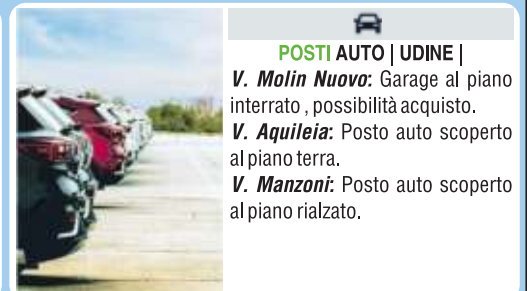 POSTI AUTO | UDINE |
V. Molin Nuovo: Garage al piano
interrato , possibilità acquisto.
V. Aquileia: Posto auto scoperto
al piano terra.
V. Manzoni: Posto auto scoperto
al piano rialzato.